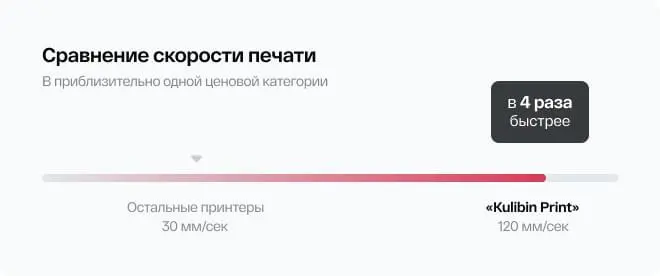 Сравнение скорости печати
В приблизительно одной ценовой категории
в 4 раза
быстрее
Остальные принтеры
30 мм/сек
«Kulibin Print»
120 мм/сек